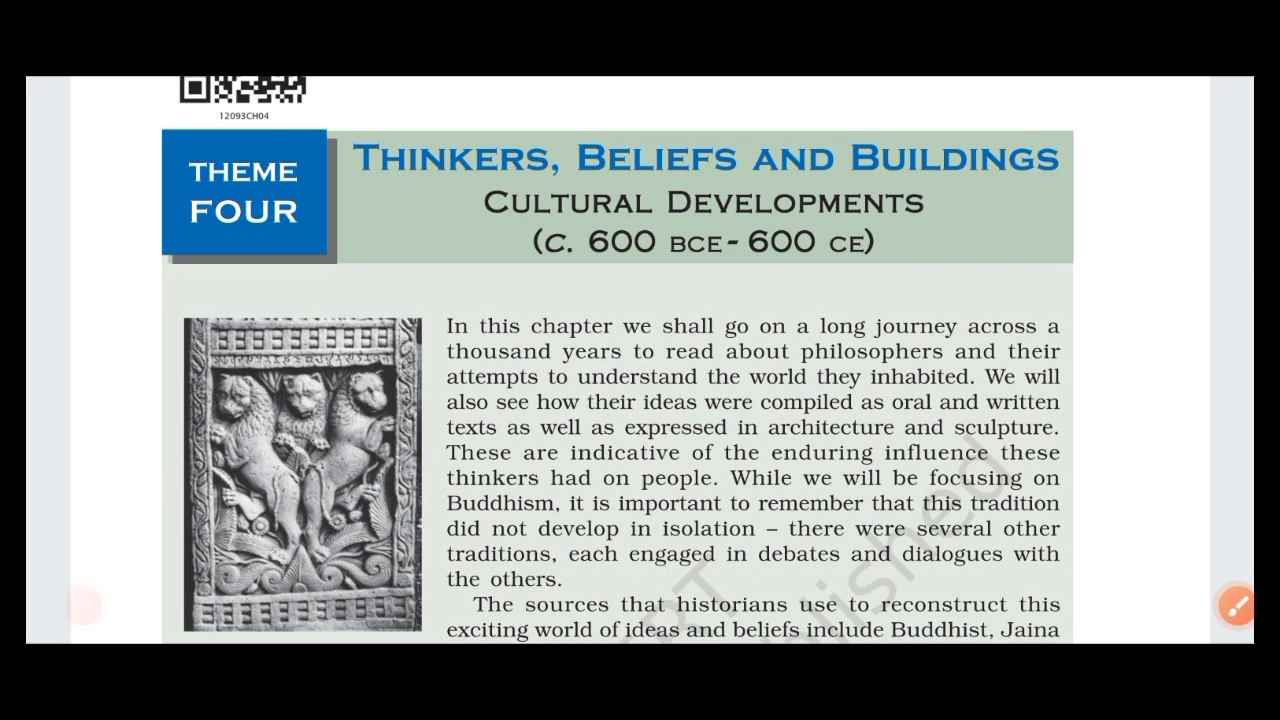 12093CH04
THEME
FOUR
THINKERS, BELIEFS AND BUILDINGS
CULTURAL DEVELOPMENTS
(C. 600 BCE- 600 CE)
In this chapter we shall go on a long journey across a
thousand years to read about philosophers and their
attempts to understand the world they inhabited. We will
also see how their ideas were compiled as oral and written
texts as well as expressed in architecture and sculpture.
These are indicative of the enduring influence these
thinkers had on people. While we will be focusing on
Buddhism, it is important to remember that this tradition
did not develop in isolation – there were several other
traditions, each engaged in debates and dialogues with
the others.
The sources that historians use to reconstruct this
exciting world of ideas and beliefs include Buddhist, Jaina